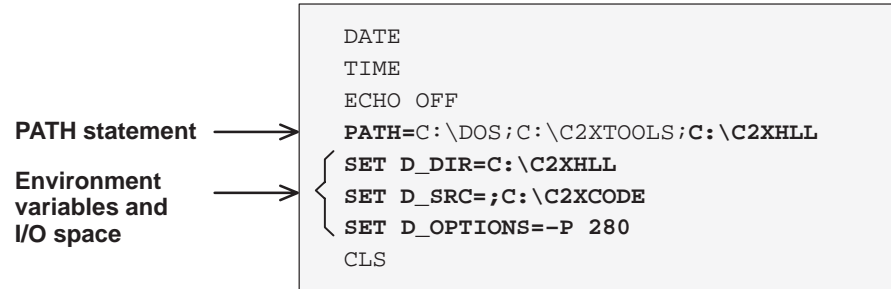 DATE
TIME
ECHO OFF
PATH statement
PATH=C:\DOS;C:\C2XTOOLS;C:\C2XHLL
Environment
variables and
I/O space
SET D_DIR=C:\C2XHLL
SET D_SRC=;C:\C2XCODE
SET D_OPTIONS=–P 280
CLS